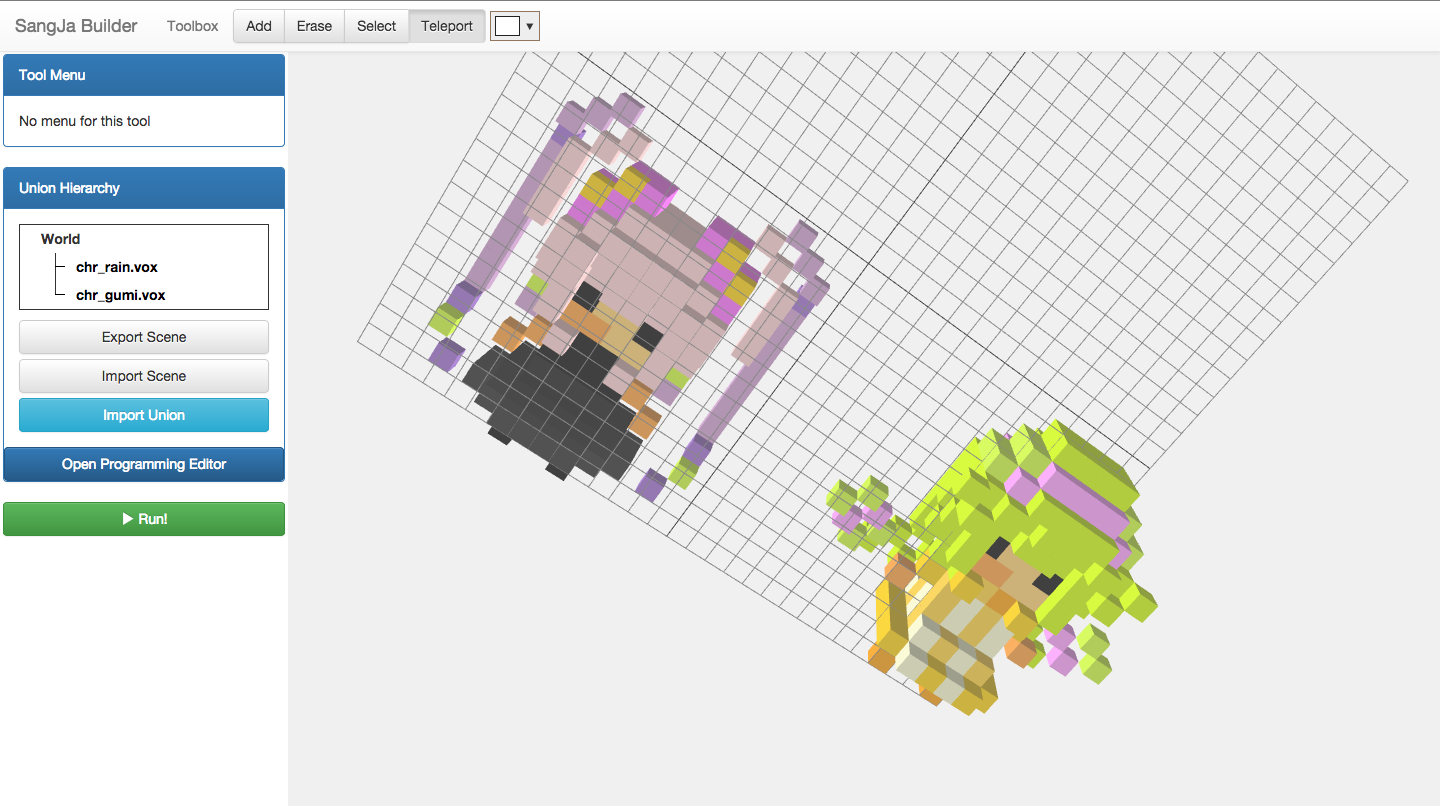 SangJa Builder Toolbox Add Erase Select Teleport
Tool Menu
No menu for this tool
Union Hierarchy
World
chr_rain.vox
chr_gumi.vox
Export Scene
Import Scene
Import Union
Open Programming Editor
Run!